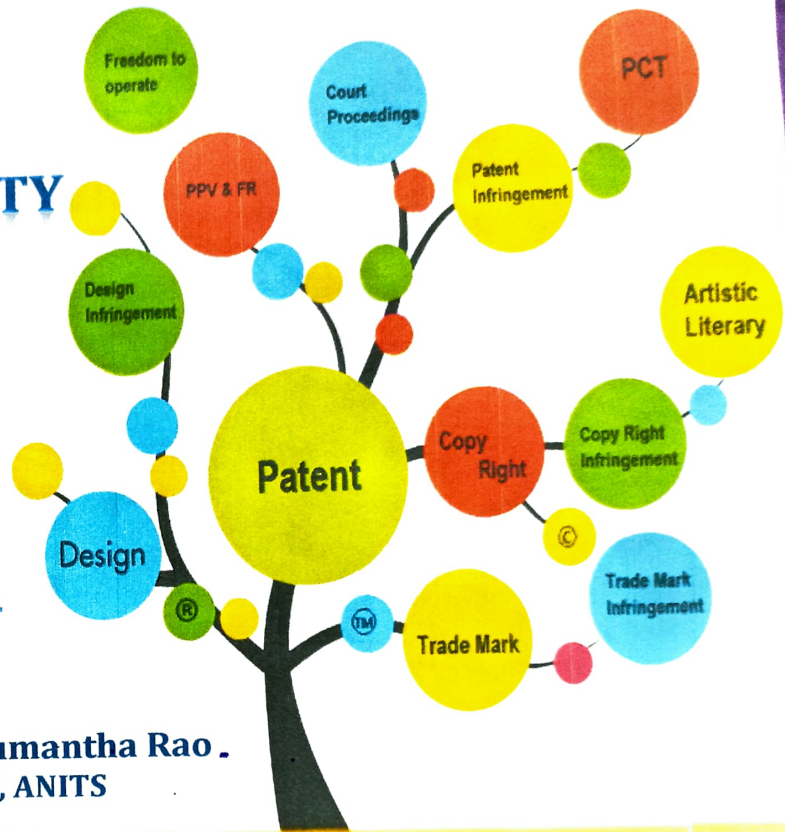 Freedom to
operate
Court
Proceedings
PCT
TY
PPV & FR
Patent
Infringement
Design
Infringement
Artistic
Literary
Patent
Copy
Right
Copy Right
Infringement
©
Design
®
TM
Trade Mark
Trade Mark
Infringement
umantha Rao.
, ANITS